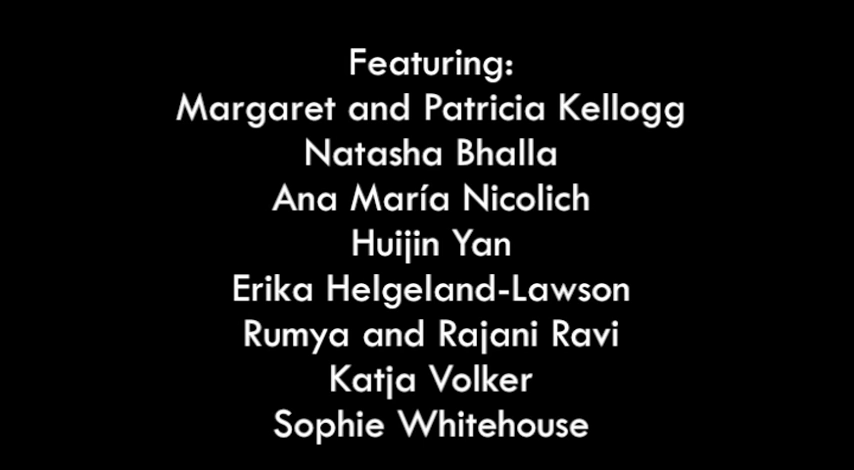 Featuring:
Margaret and Patricia Kellogg
Natasha Bhalla
Ana María Nicolich
Huijin Yan
Erika Helgeland-Lawson
Rumya and Rajani Ravi
Katja Volker
Sophie Whitehouse